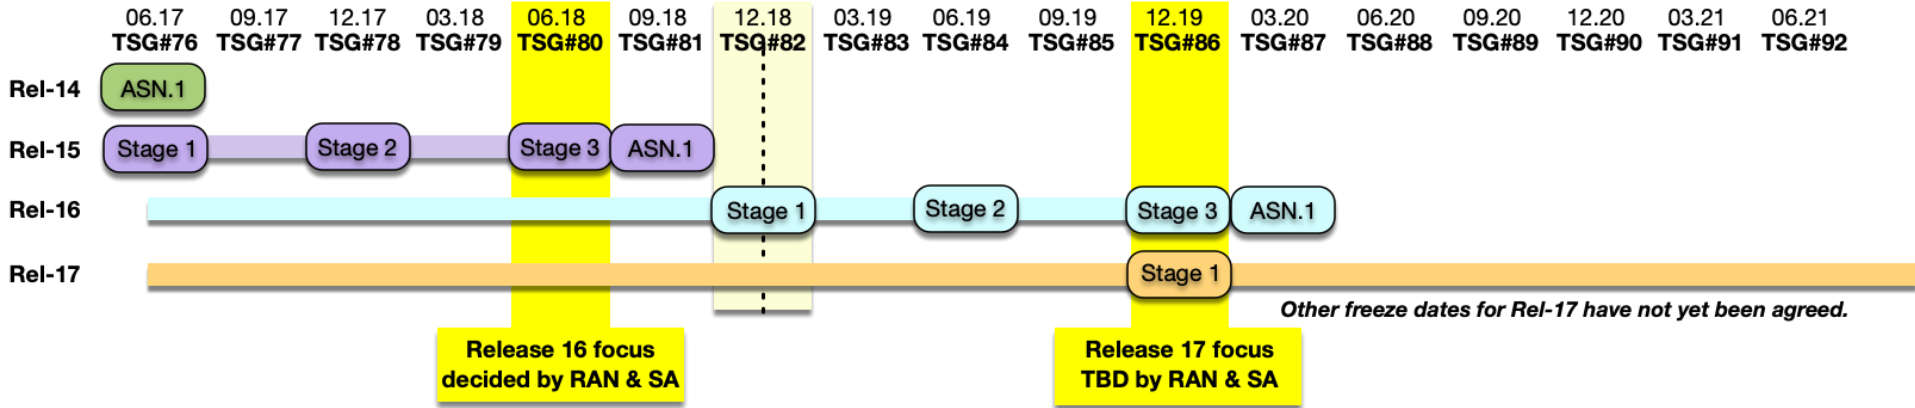 06.17 09.17 12.17 03.18 06.18 09.18 12.18 03.19 06.19 09.19 12.19 03.20 06.20 09.20 12.20 03.21 06.21
TSG#76 TSG#77 TSG#78 TSG#79 TSG#80 TSG#81 TSG#82 TSG#83 TSG#84 TSG#85 TSG#86 TSG#87 TSG#88 TSG#89 TSG#90 TSG#91 TSG#92
Rel-14 ASN.1
Rel-15 Stage 1 Stage 2 Stage 3 ASN.1
Rel-16 Stage 1 Stage 2 Stage 3 ASN.1
Rel-17 Stage 1
Other freeze dates for Rel-17 have not yet been agreed.
Release 16 focus
decided by RAN & SA
Release 17 focus
TBD by RAN & SA